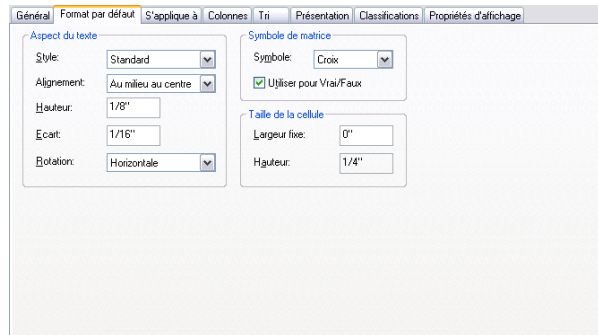 Général Format par défaut S'applique à Colonnes Tri Présentation Classifications Propriétés d'affichage
Aspect du texte
Style: Standard
Alignement: Au milieu au centre
Hauteur: 1/8"
Ecart: 1/16"
Rotation: Horizontale
Symbole de matrice
Symbole: Croix
Utiliser pour Vrai/Faux
Taille de la cellule
Largeur fixe: 0"
Hauteur: 1/4"